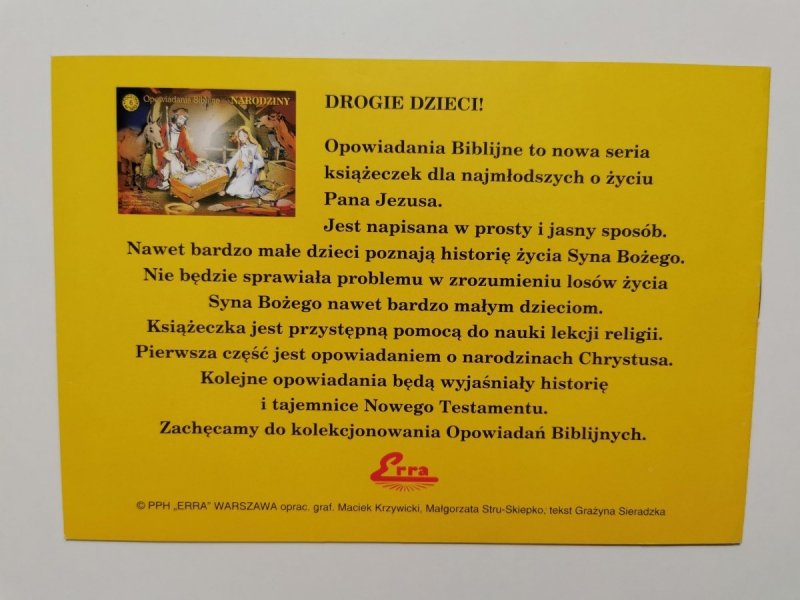 Opowiadania Biblijne NARODZINY
DROGIE DZIECI!
Opowiadania Biblijne to nowa seria
książeczek dla najmłodszych o życiu
Pana Jezusa.
Jest napisana w prosty i jasny sposób.
Nawet bardzo małe dzieci poznają historię życia Syna Bożego.
Nie będzie sprawiała problemu w zrozumieniu losów życia
Syna Bożego nawet bardzo małym dzieciom.
Książeczka jest przystępną pomocą do nauki lekcji religii.
Pierwsza część jest opowiadaniem o narodzinach Chrystusa.
Kolejne opowiadania będą wyjaśniały historię
i tajemnice Nowego Testamentu.
Zachęcamy do kolekcjonowania Opowiadań Biblijnych.
Erra
© PPH „ERRA” WARSZAWA oprac. graf. Maciek Krzywicki, Małgorzata Stru-Skiepko, tekst Grażyna Sieradzka